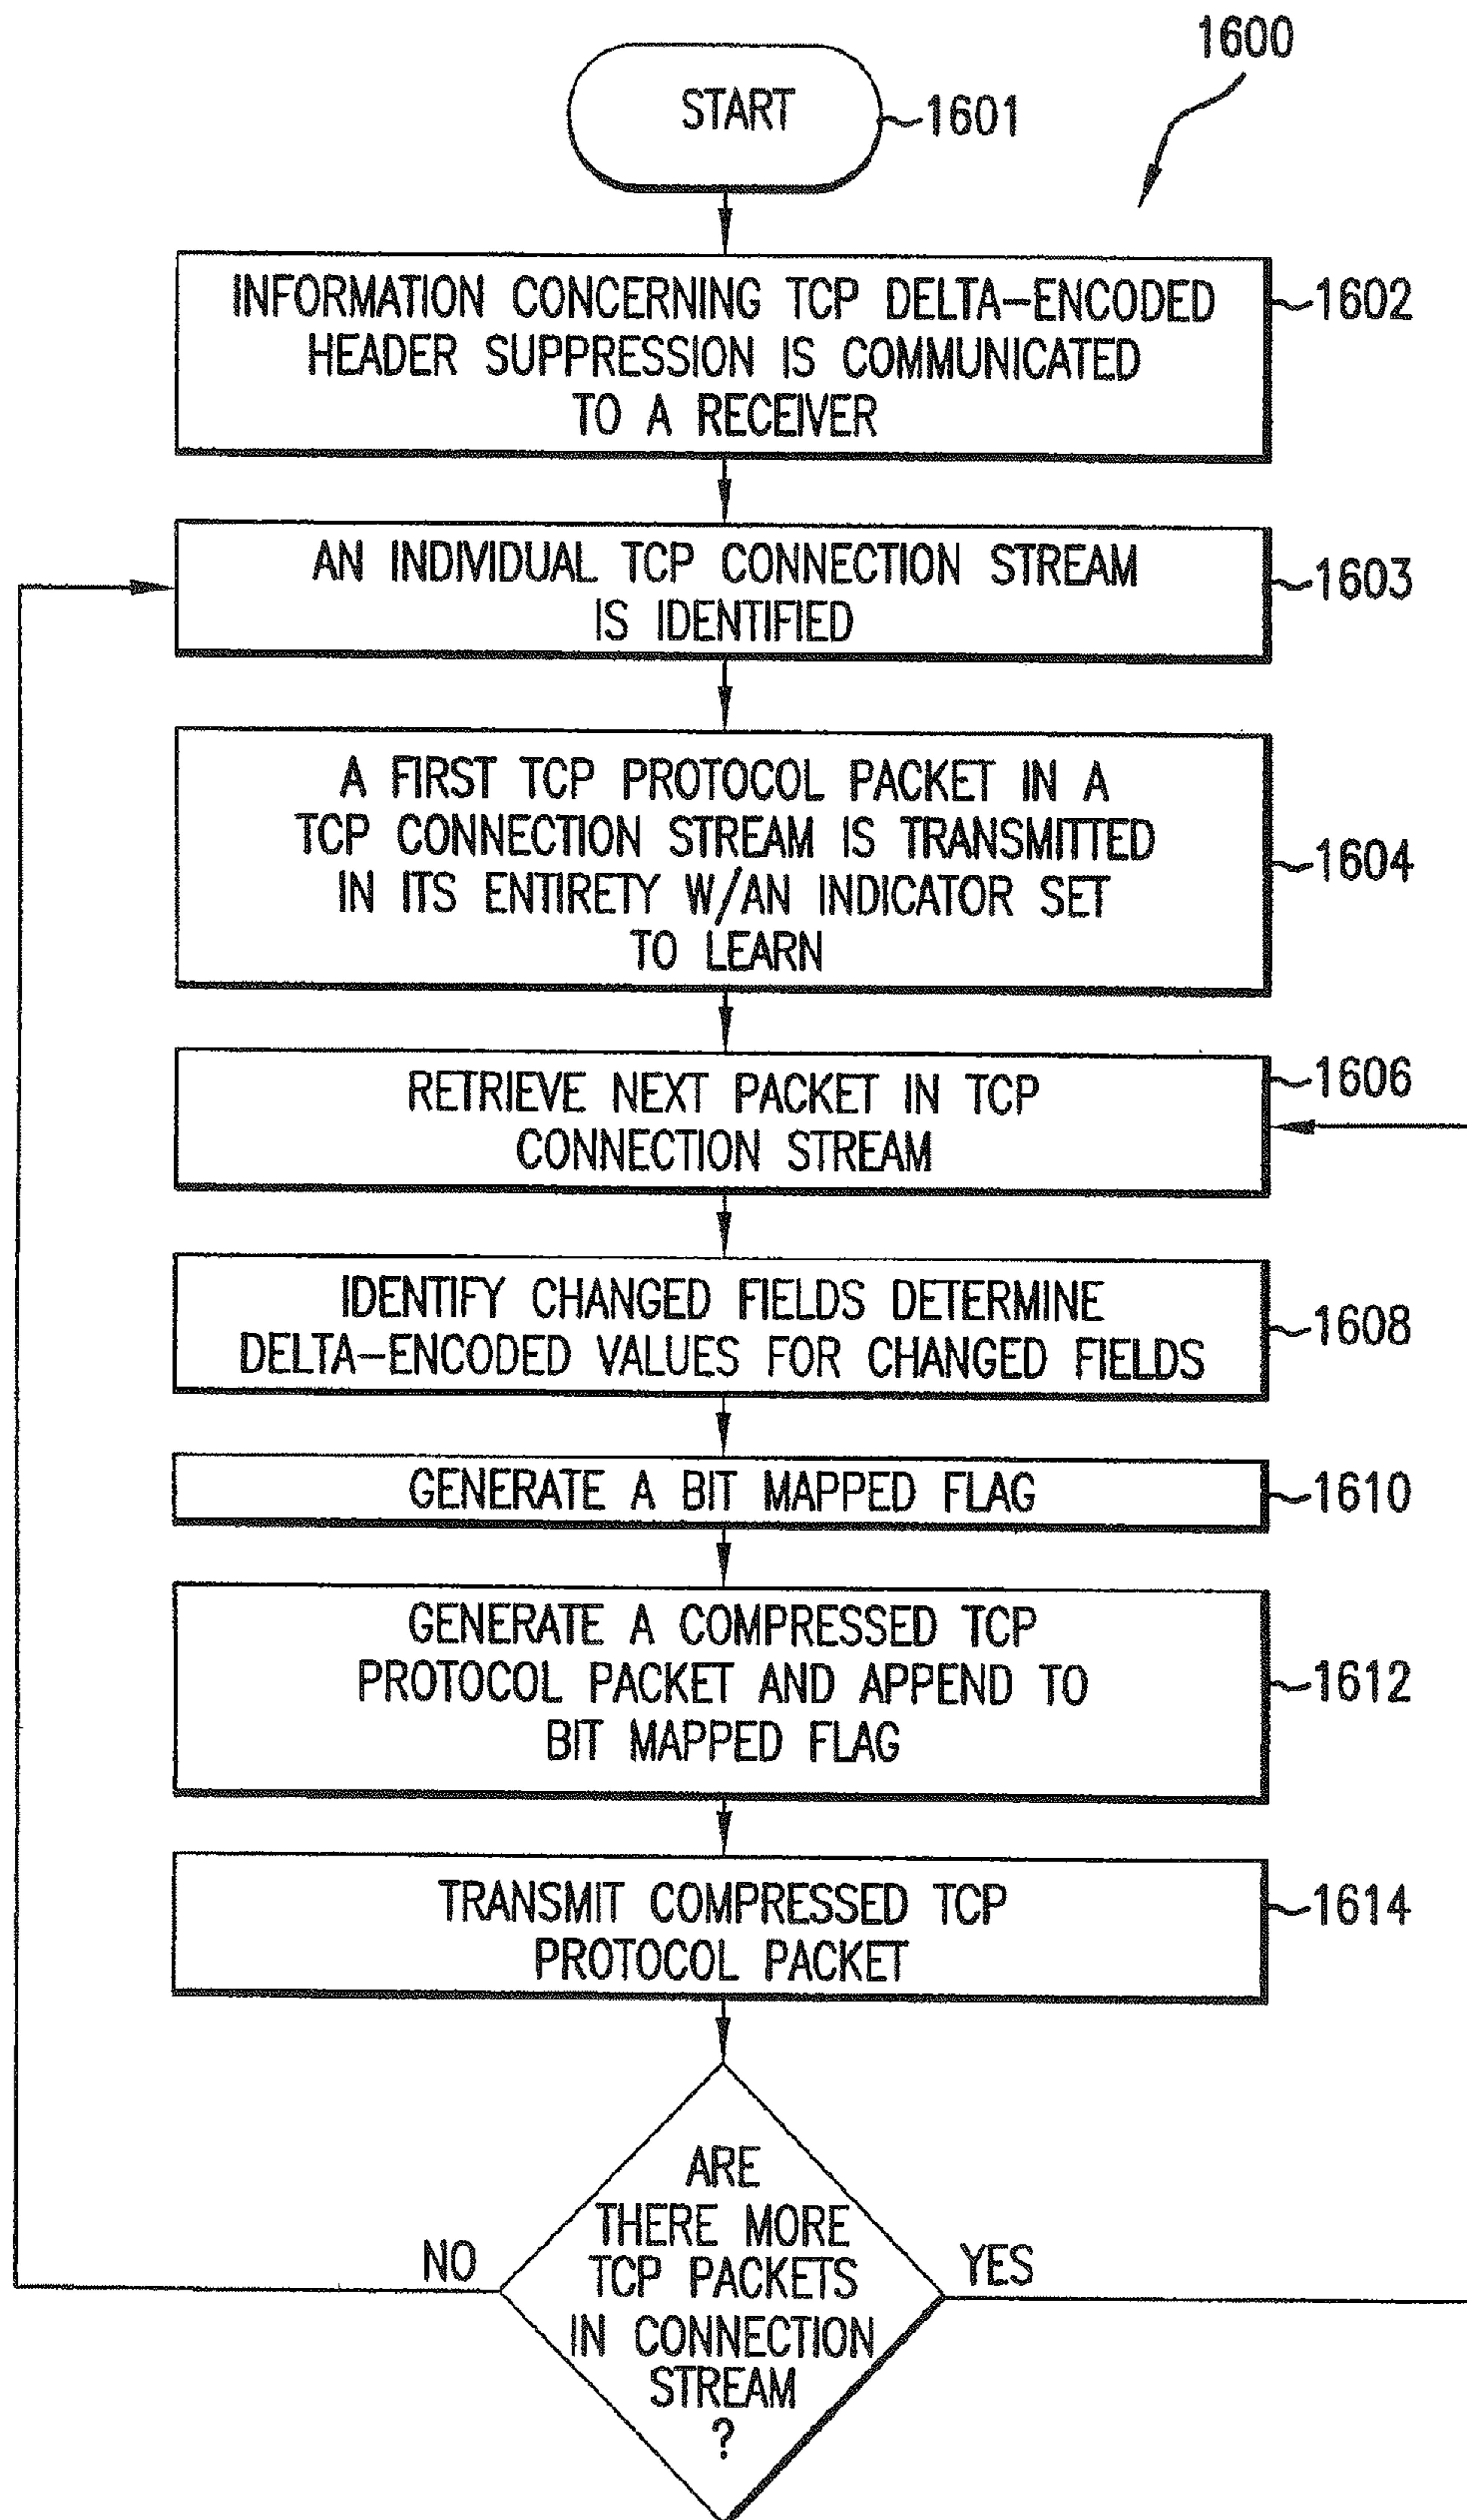 1600
START
1601
INFORMATION CONCERNING TCP DELTA-ENCODED
HEADER SUPPRESSION IS COMMUNICATED
TO A RECEIVER
1602
AN INDIVIDUAL TCP CONNECTION STREAM
IS IDENTIFIED
1603
A FIRST TCP PROTOCOL PACKET IN A
TCP CONNECTION STREAM IS TRANSMITTED
IN ITS ENTIRETY W/AN INDICATOR SET
TO LEARN
1604
RETRIEVE NEXT PACKET IN TCP
CONNECTION STREAM
1606
IDENTIFY CHANGED FIELDS DETERMINE
DELTA-ENCODED VALUES FOR CHANGED FIELDS
1608
GENERATE A BIT MAPPED FLAG
1610
GENERATE A COMPRESSED TCP
PROTOCOL PACKET AND APPEND TO
BIT MAPPED FLAG
1612
TRANSMIT COMPRESSED TCP
PROTOCOL PACKET
1614
ARE
THERE MORE
TCP PACKETS
IN CONNECTION
STREAM
?
NO
YES